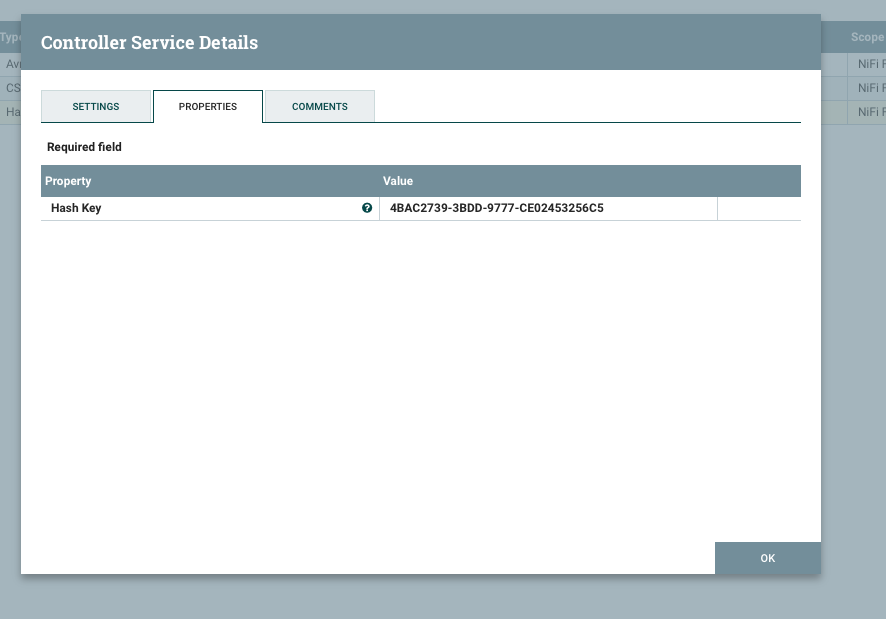 Controller Service Details
Type
Scope
Av
NiFi F
CS
NiFi F
Ha
NiFi F
SETTINGS
PROPERTIES
COMMENTS
Required field
Property
Value
Hash Key
4BAC2739-3BDD-9777-CE02453256C5
OK